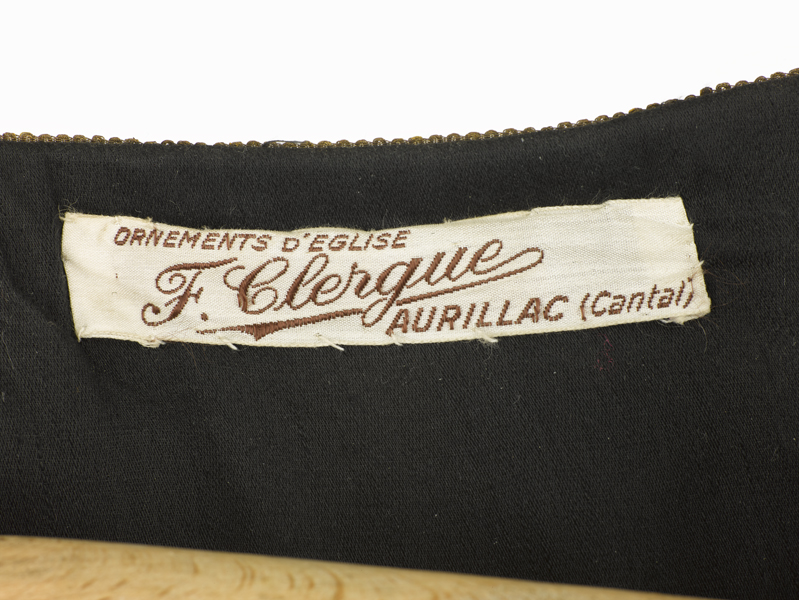 ORNEMENTS D'EGLISE
F. Clergue
AURILLAC (Cantal)